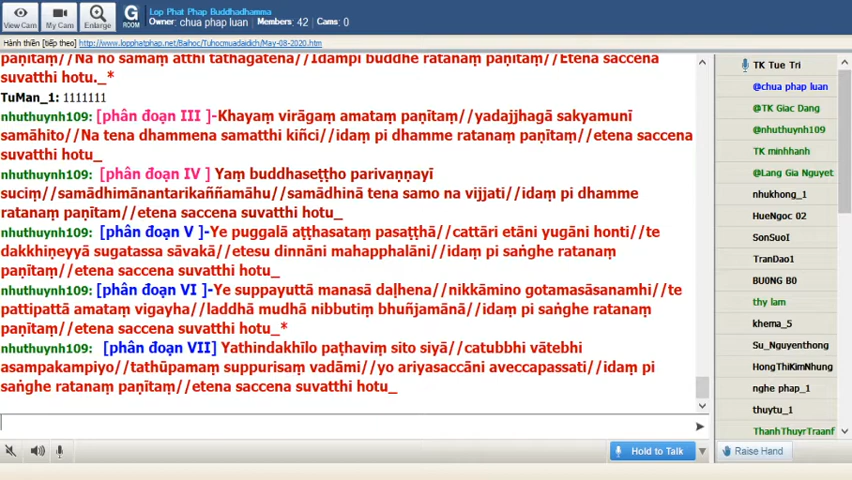 Lop Phat Phap Buddhadhamma
Owner: chua phap luan Members: 42 Cams: 0
View Cam
My Cam
Enlarge
G
ROOM
Hành thiền [tiếp theo] http://www.lopphatphap.net/Baihoc/Tuhocmuadaidich/May-08-2020.htm
paṇītaṃ//Na no samaṃ atthi tathāgatena//Idampi buddhe ratanaṃ paṇītaṃ//Etena saccena
suvatthi hotu._*
TuMan_1: 1111111
nhuthuynh109: [phân đoạn III ]-Khayaṃ virāgaṃ amataṃ paṇītaṃ//yadajjhagā sakyamunī
samāhito//Na tena dhammena samatthi kiñci//idaṃ pi dhamme ratanaṃ paṇītaṃ//etena saccena
suvatthi hotu_
nhuthuynh109: [phân đoạn IV ] Yaṃ buddhaseṭṭho parivaṇṇayī
suciṃ//samādhimānantarikaññamāhu//samādhinā tena samo na vijjati//idaṃ pi dhamme
ratanaṃ paṇītaṃ//etena saccena suvatthi hotu_
nhuthuynh109: [phân đoạn V ]-Ye puggalā aṭṭhasataṃ pasaṭṭhā//cattāri etāni yugāni honti//te
dakkhiṇeyyā sugatassa sāvakā//etesu dinnāni mahapphalāni//idaṃ pi saṅghe ratanaṃ
paṇītaṃ//etena saccena suvatthi hotu_
nhuthuynh109: [phân đoạn VI ]-Ye suppayuttā manasā daḷhena//nikkāmino gotamasāsanamhi//te
pattipattā amataṃ vigayha//laddhā mudhā nibbutiṃ bhuñjamānā//idaṃ pi saṅghe ratanaṃ
paṇītaṃ//etena saccena suvatthi hotu_*
nhuthuynh109: [phân đoạn VII] Yathindakhīlo paṭhaviṃ sito siyā//catubbhi vātebhi
asampakampiyo//tathūpamaṃ suppurisaṃ vadāmi//yo ariyasaccāni aveccapassati//idaṃ pi
saṅghe ratanaṃ paṇītaṃ//etena saccena suvatthi hotu_
TK Tue Tri
@chua phap luan
@TK Giac Dang
@nhuthuynh109
TK minhhanh
@Lang Gia Nguyet
nhukhong_1
HueNgoc 02
SonSuoI
TranDao1
BU0NG B0
thy lam
khema_5
Su_Nguyenthong
HongThiKimNhung
nghe phap_1
thuytu_1
ThanhThuyrTraanf
Hold to Talk
Raise Hand